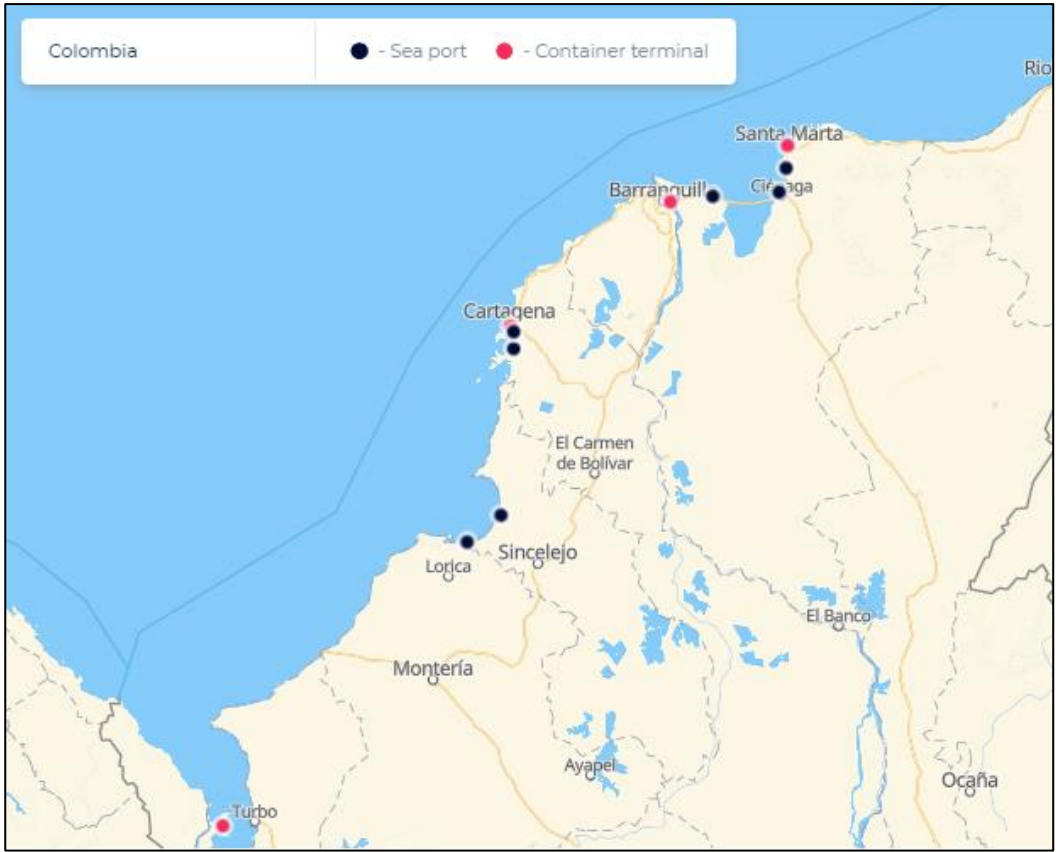 Colombia
- Sea port
- Container terminal
Rio
Santa Marta
Barranquill
Ciénaga
Cartagena
El Carmen
de Bolívar
Sincelejo
Lorica
El Banco
Montería
Ayapel
Ocaña
Turbo